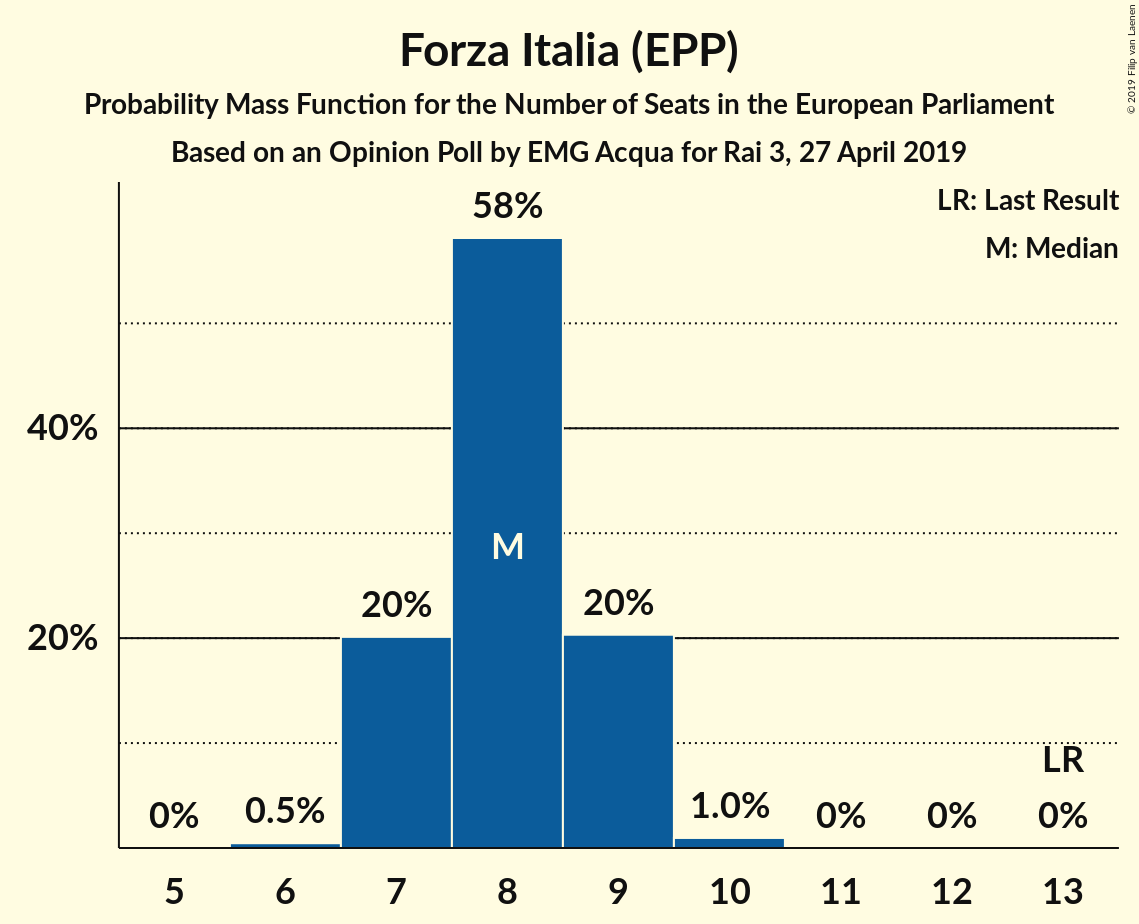 Forza Italia (EPP)
Probability Mass Function for the Number of Seats in the European Parliament
Based on an Opinion Poll by EMG Acqua for Rai 3, 27 April 2019
© 2019 Filip van Laenen
LR: Last Result
M: Median
58%
40%
M
20%
20%
20%
LR
0%
0.5%
1.0%
0%
0%
0%
5 6 7 8 9 10 11 12 13